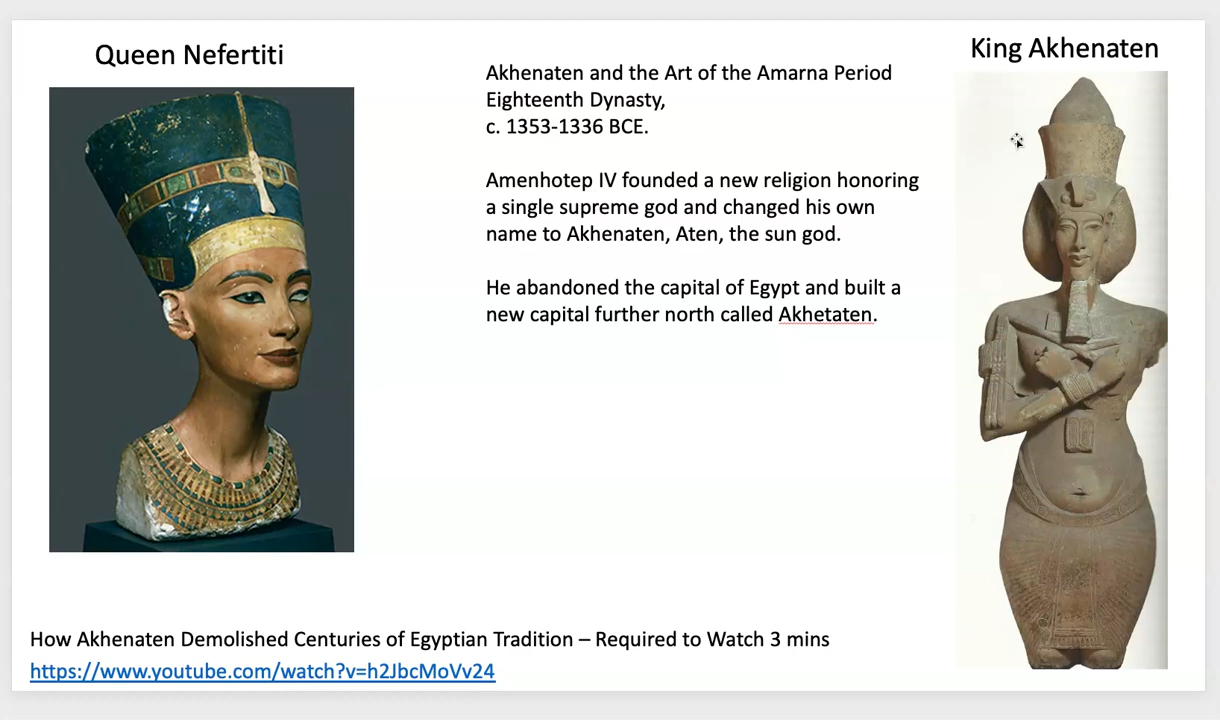 Queen Nefertiti
Akhenaten and the Art of the Amarna Period
Eighteenth Dynasty,
c. 1353-1336 BCE.
Amenhotep IV founded a new religion honoring
a single supreme god and changed his own
name to Akhenaten, Aten, the sun god.
He abandoned the capital of Egypt and built a
new capital further north called Akhetaten.
King Akhenaten
How Akhenaten Demolished Centuries of Egyptian Tradition – Required to Watch 3 mins
https://www.youtube.com/watch?v=h2JbcMoVv24